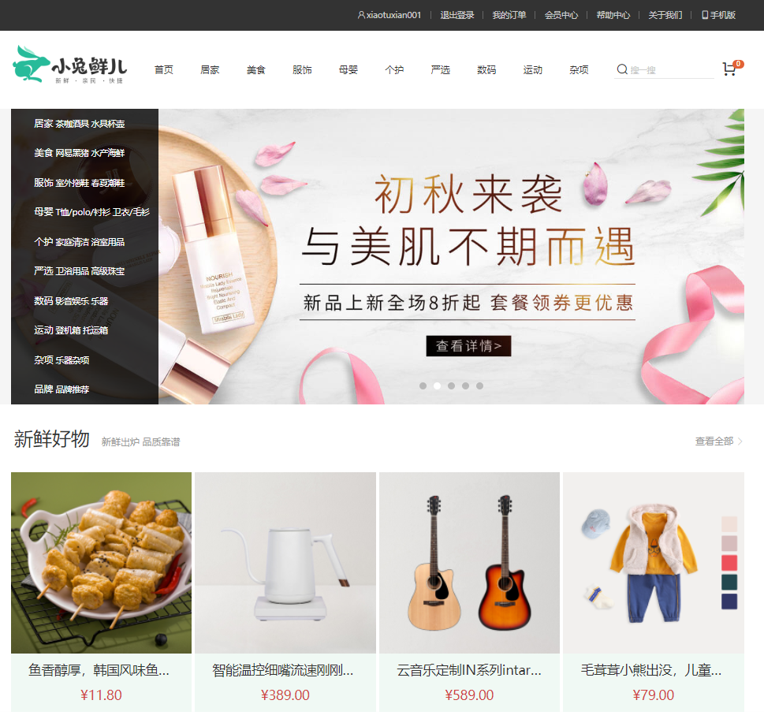 xiaotuxian001 退出登录 我的订单 会员中心 帮助中心 关于我们 手机版
小兔鲜儿
新鲜 · 亲民 · 快捷
首页 居家 美食 服饰 母婴 个护 严选 数码 运动 杂项 搜一搜 0
居家 茶咖酒具 水具杯壶
美食 网易黑猪 水产海鲜
服饰 室外拖鞋 春夏潮鞋
母婴 T恤/polo/衬衫 卫衣/毛衫
个护 家庭清洁 浴室用品
严选 卫浴用品 高级珠宝
数码 影音娱乐 乐器
运动 登机箱 托运箱
杂项 乐器杂项
品牌 品牌推荐
初秋来袭
与美肌不期而遇
新品上新全场8折起 套餐领券更优惠
查看详情>
NOURISH
新鲜好物 新鲜出炉 品质靠谱 查看全部
鱼香醇厚，韩国风味鱼...
¥11.80
智能温控细嘴流速刚刚...
¥389.00
云音乐定制IN系列intar...
¥589.00
毛茸茸小熊出没，儿童...
¥79.00